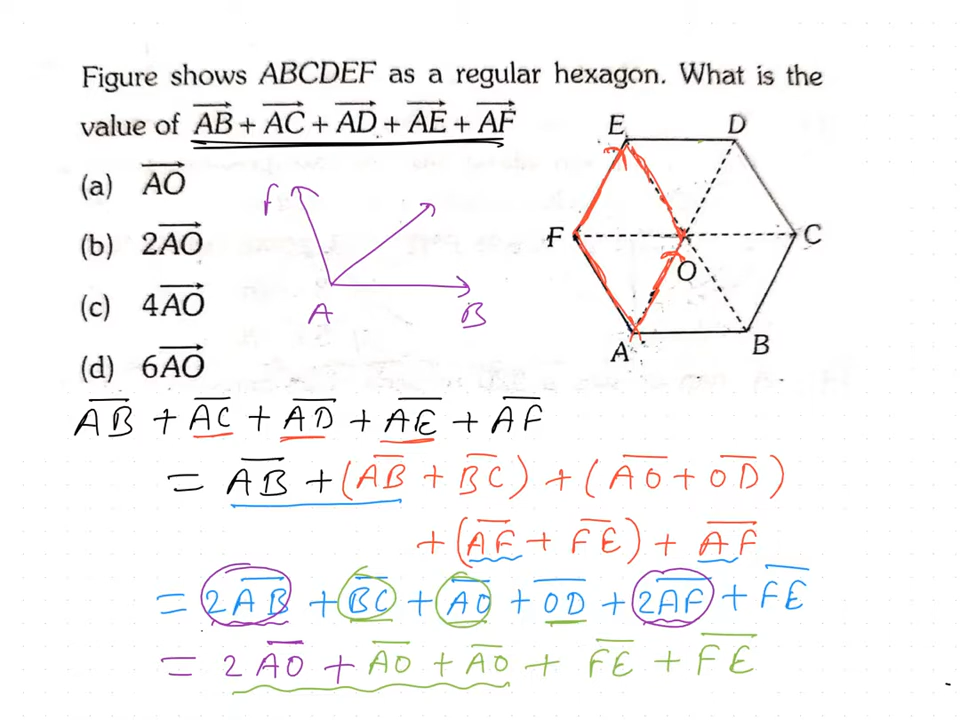 Figure shows ABCDEF as a regular hexagon. What is the
value of AB + AC + AD + AE + AF
(a) AO
(b) 2AO
(c) 4AO
(d) 6AO
E D
F C
O
A B
f
A B
AB + AC + AD + AE + AF
= AB + (AB + BC) + (AO + OD)
+ (AF + FE) + AF
= 2AB + BC + AO + OD + 2AF + FE
= 2AO + AO + AO + FE + FE